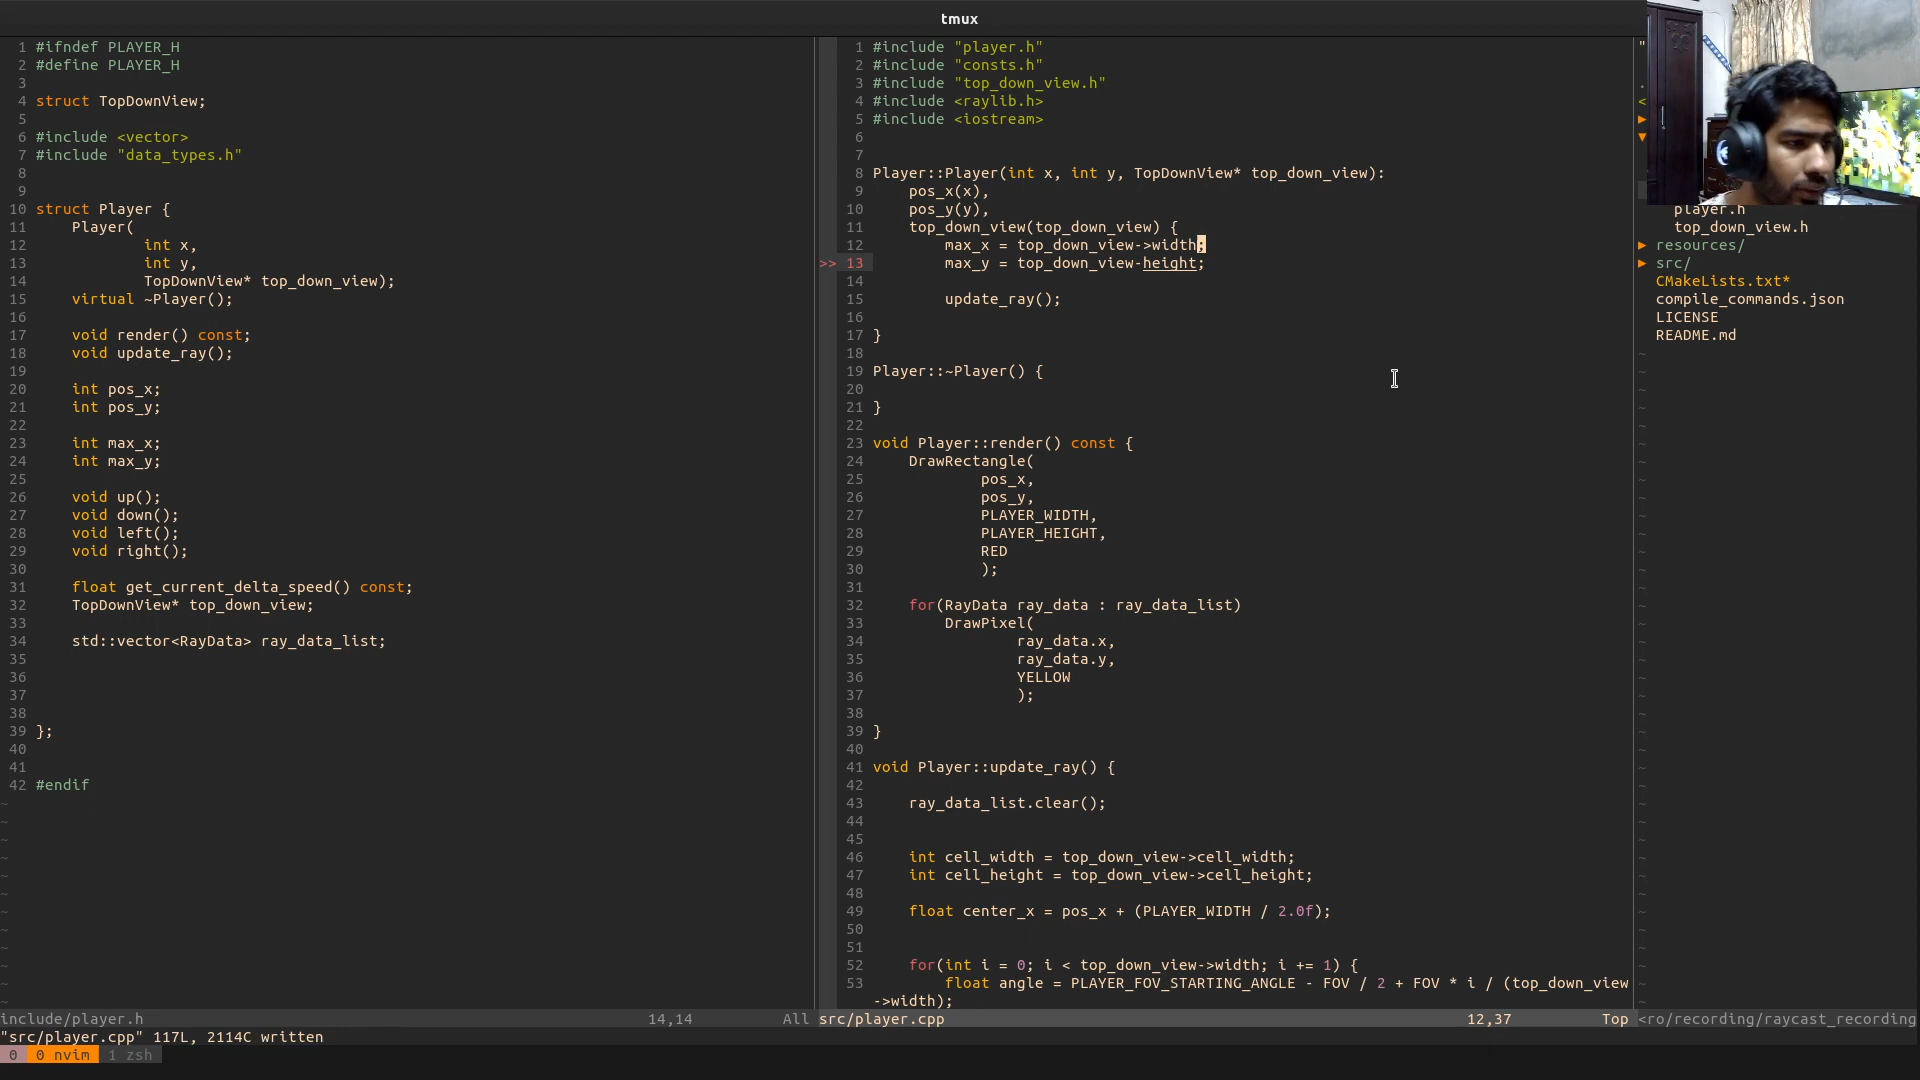 tmux
1 #ifndef PLAYER_H
2 #define PLAYER_H
3
4 struct TopDownView;
5
6 #include <vector>
7 #include "data_types.h"
8
9
10 struct Player {
11 Player(
12 int x,
13 int y,
14 TopDownView* top_down_view);
15 virtual ~Player();
16
17 void render() const;
18 void update_ray();
19
20 int pos_x;
21 int pos_y;
22
23 int max_x;
24 int max_y;
25
26 void up();
27 void down();
28 void left();
29 void right();
30
31 float get_current_delta_speed() const;
32 TopDownView* top_down_view;
33
34 std::vector<RayData> ray_data_list;
35
36
37
38
39 };
40
41
42 #endif
~
~
~
~
~
~
~
~
~
~
~
~
include/player.h 14,14 All
1 #include "player.h"
2 #include "consts.h"
3 #include "top_down_view.h"
4 #include <raylib.h>
5 #include <iostream>
6
7
8 Player::Player(int x, int y, TopDownView* top_down_view):
9 pos_x(x),
10 pos_y(y),
11 top_down_view(top_down_view) {
12 max_x = top_down_view->width;
>> 13 max_y = top_down_view-height;
14
15 update_ray();
16
17 }
18
19 Player::~Player() {
20
21 }
22
23 void Player::render() const {
24 DrawRectangle(
25 pos_x,
26 pos_y,
27 PLAYER_WIDTH,
28 PLAYER_HEIGHT,
29 RED
30 );
31
32 for(RayData ray_data : ray_data_list)
33 DrawPixel(
34 ray_data.x,
35 ray_data.y,
36 YELLOW
37 );
38
39 }
40
41 void Player::update_ray() {
42
43 ray_data_list.clear();
44
45
46 int cell_width = top_down_view->cell_width;
47 int cell_height = top_down_view->cell_height;
48
49 float center_x = pos_x + (PLAYER_WIDTH / 2.0f);
50
51
52 for(int i = 0; i < top_down_view->width; i += 1) {
53 float angle = PLAYER_FOV_STARTING_ANGLE - FOV / 2 + FOV * i / (top_down_view
->width);
src/player.cpp 12,37 Top
"
.
<
▶
▼
player.h
top_down_view.h
▶ resources/
▶ src/
CMakeLists.txt*
compile_commands.json
LICENSE
README.md
<ro/recording/raycast_recording
"src/player.cpp" 117L, 2114C written
0 0 nvim 1 zsh